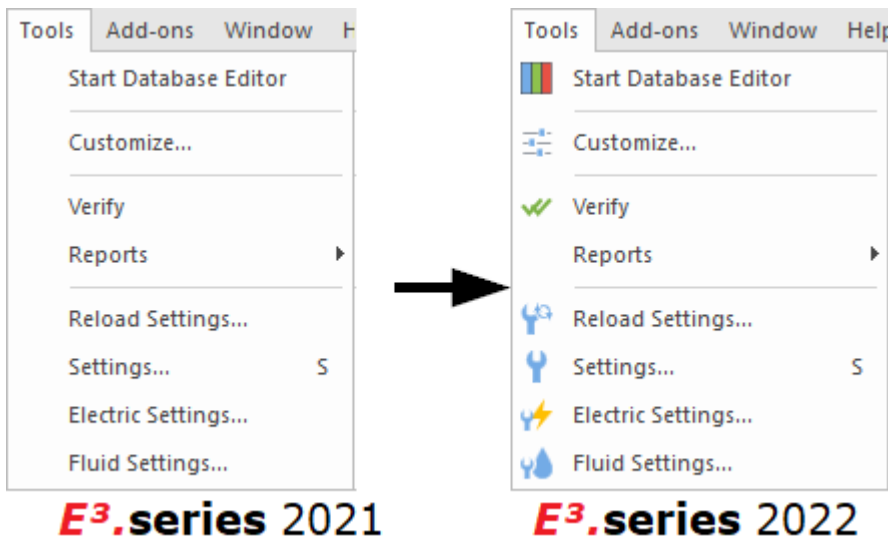 Tools Add-ons Window H
Start Database Editor
Customize...
Verify
Reports
Reload Settings...
Settings... S
Electric Settings...
Fluid Settings...
E³.series 2021
Tools Add-ons Window Help
Start Database Editor
Customize...
Verify
Reports
Reload Settings...
Settings... S
Electric Settings...
Fluid Settings...
E³.series 2022